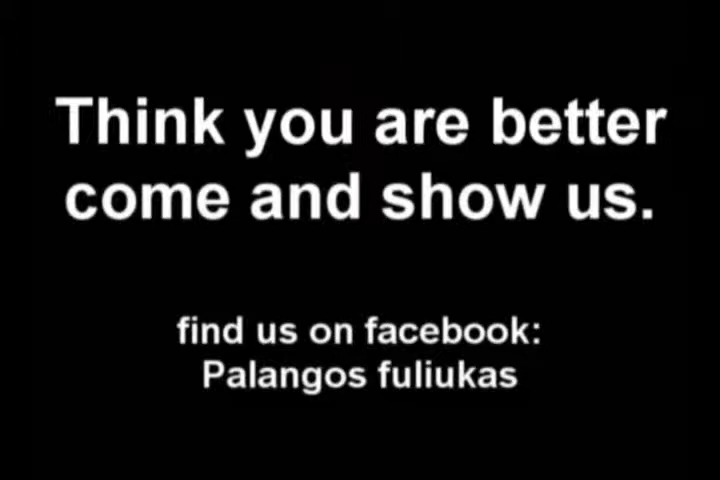 Think you are better
come and show us.
find us on facebook:
Palangos fuliukas